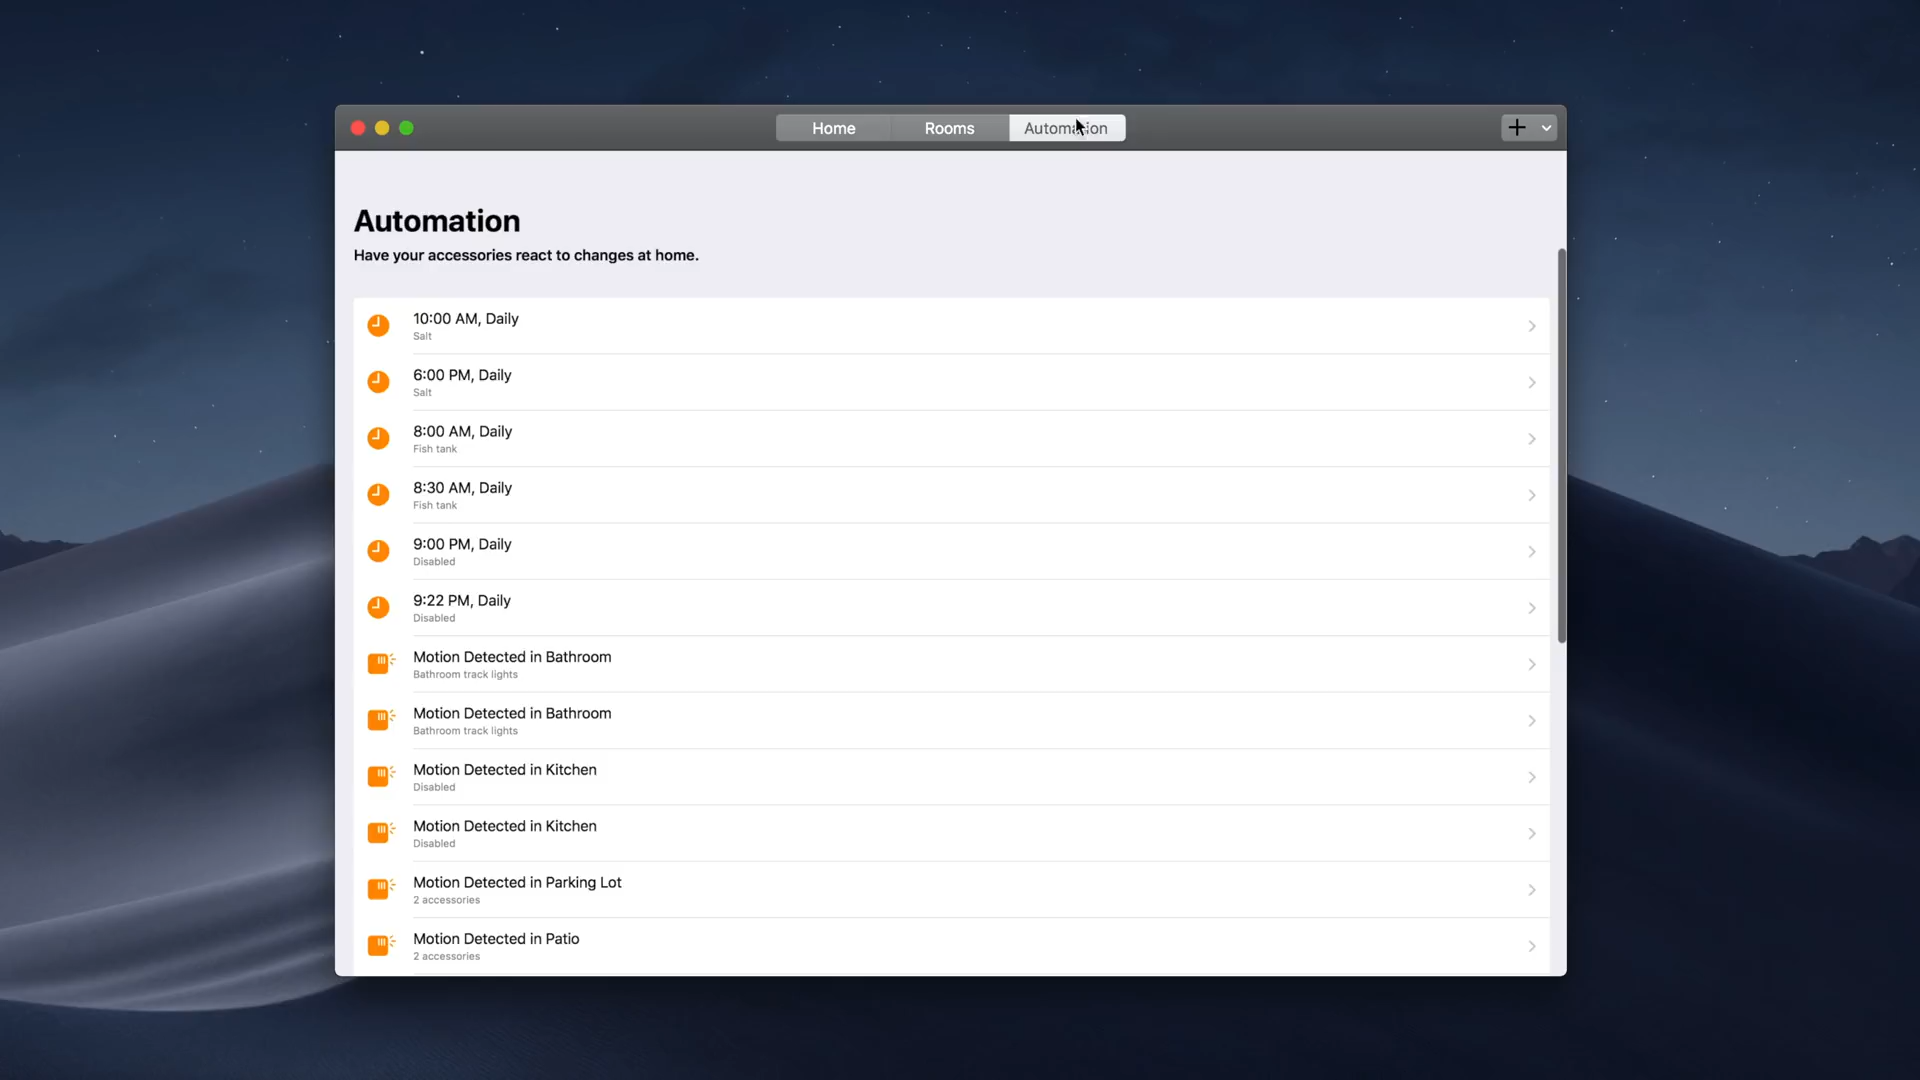 Home Rooms Automation
Automation
Have your accessories react to changes at home.
10:00 AM, Daily
Salt
6:00 PM, Daily
Salt
8:00 AM, Daily
Fish tank
8:30 AM, Daily
Fish tank
9:00 PM, Daily
Disabled
9:22 PM, Daily
Disabled
Motion Detected in Bathroom
Bathroom track lights
Motion Detected in Bathroom
Bathroom track lights
Motion Detected in Kitchen
Disabled
Motion Detected in Kitchen
Disabled
Motion Detected in Parking Lot
2 accessories
Motion Detected in Patio
2 accessories